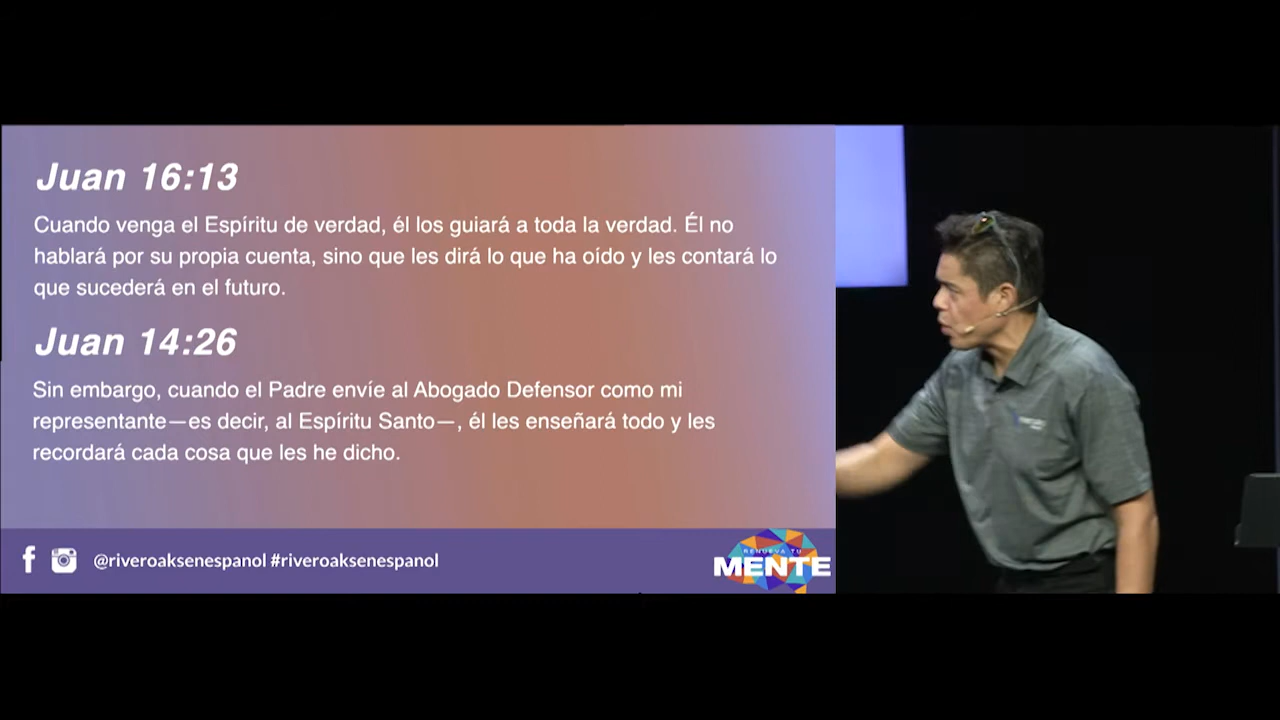 Juan 16:13
Cuando venga el Espíritu de verdad, él los guiará a toda la verdad. Él no
hablará por su propia cuenta, sino que les dirá lo que ha oído y les contará lo
que sucederá en el futuro.
Juan 14:26
Sin embargo, cuando el Padre envíe al Abogado Defensor como mi
representante—es decir, al Espíritu Santo—, él les enseñará todo y les
recordará cada cosa que les he dicho.
@riveroaksenespanol #riveroaksenespanol
RENUEVA TU
MENTE